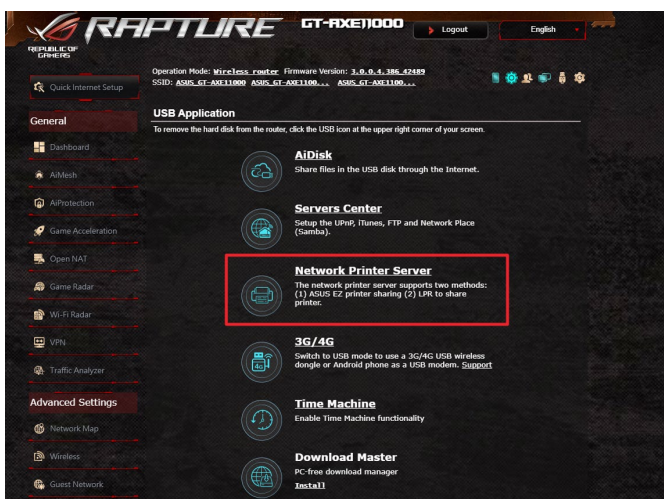 RAPTURE
REPUBLIC OF
GAMERS
GT-AXE11000
Logout
English
Quick Internet Setup
Operation Mode: Wireless router Firmware Version: 3.0.0.4.386_42489
SSID: ASUS_GT-AXE11000 ASUS_GT-AXE1100... ASUS_GT-AXE1100...
General
Dashboard
AiMesh
AiProtection
Game Acceleration
Open NAT
Game Radar
Wi-Fi Radar
VPN
Traffic Analyzer
Advanced Settings
Network Map
Wireless
Guest Network
USB Application
To remove the hard disk from the router, click the USB icon at the upper right corner of your screen.
AiDisk
Share files in the USB disk through the Internet.
Servers Center
Setup the UPnP, iTunes, FTP and Network Place
(Samba).
Network Printer Server
The network printer server supports two methods:
(1) ASUS EZ printer sharing (2) LPR to share
printer.
3G/4G
4G
Switch to USB mode to use a 3G/4G USB wireless
dongle or Android phone as a USB modem. Support
Time Machine
Enable Time Machine functionality
Download Master
PC-free download manager
Install